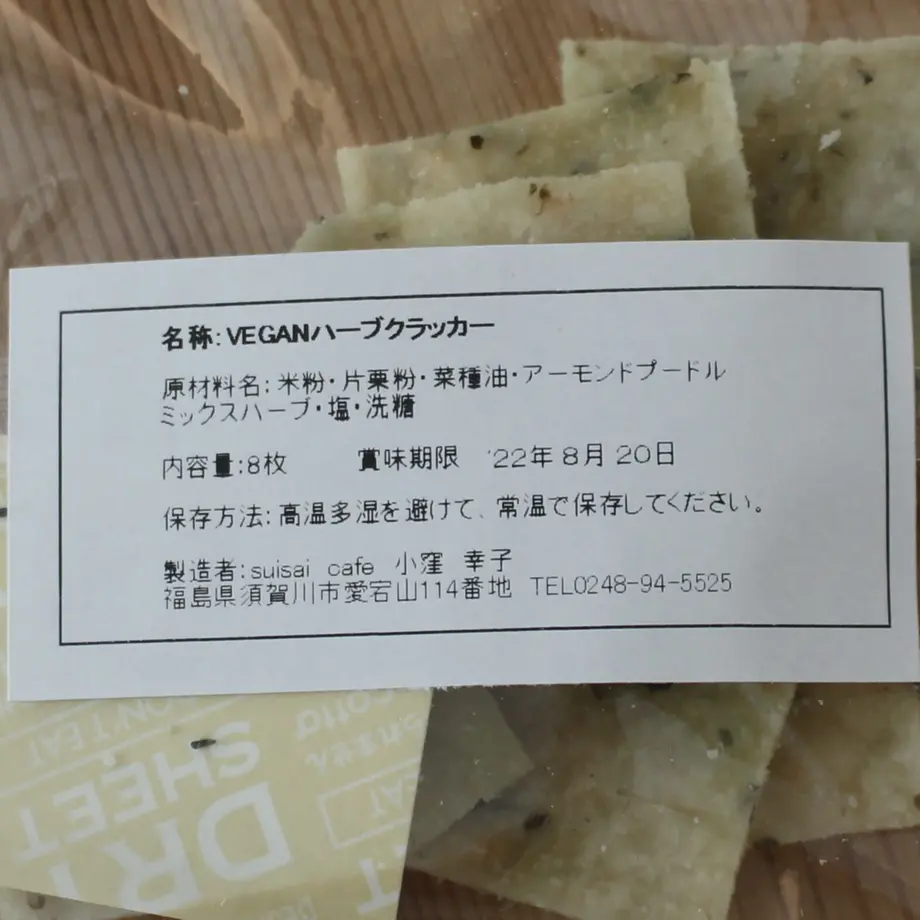 名称:VEGANハーブクラッカー
原材料名:米粉・片栗粉・菜種油・アーモンドプードル
ミックスハーブ・塩・洗糖
内容量:8枚 賞味期限 '22年8月20日
保存方法:高温多湿を避けて、常温で保存してください。
製造者:suisai cafe 小窪 幸子
福島県須賀川市愛宕山114番地 TEL0248-94-5525
DRY
SHEET
DON'T EAT